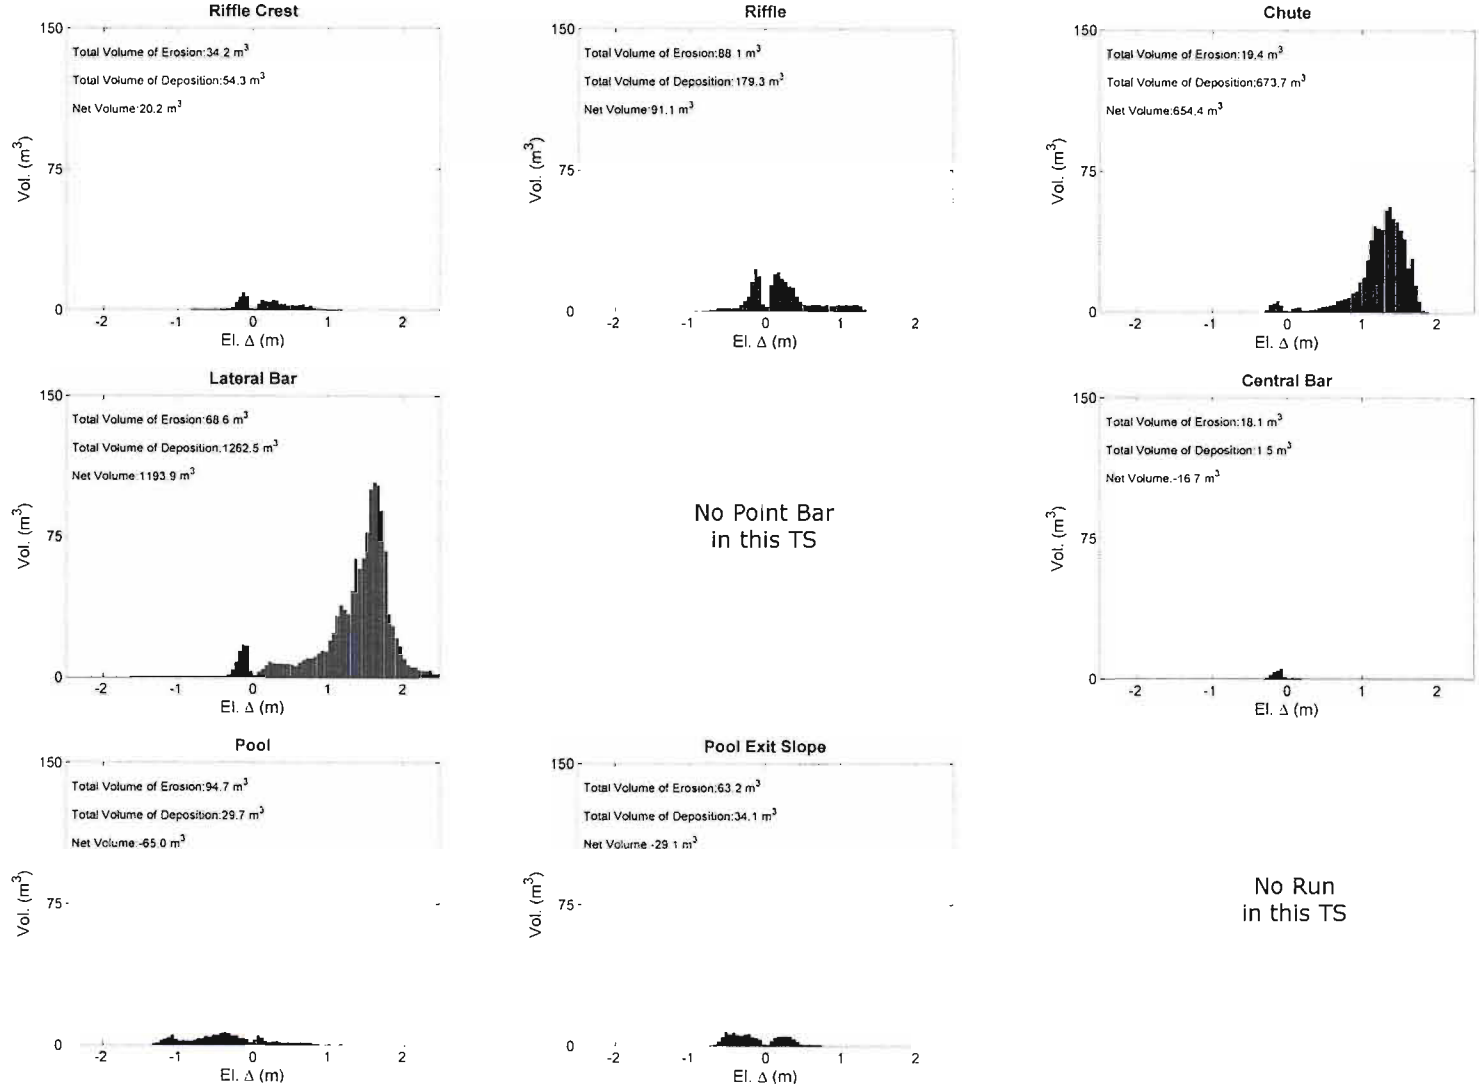 Riffle Crest
150
Total Volume of Erosion:34.2 m³
Total Volume of Deposition:54.3 m³
Net Volume:20.2 m³
Vol. (m³)
75
0
-2 -1 0 1 2
El. Δ (m)
Riffle
150
Total Volume of Erosion:88 1 m³
Total Volume of Deposition:179.3 m³
Net Volume:91.1 m³
Vol. (m³)
75
0
-2 -1 0 1 2
El. Δ (m)
Chute
150
Total Volume of Erosion:19.4 m³
Total Volume of Deposition:673.7 m³
Net Volume:654.4 m³
Vol. (m³)
75
0
-2 -1 0 1 2
El. Δ (m)
Lateral Bar
150
Total Volume of Erosion:68 6 m³
Total Volume of Deposition:1262.5 m³
Net Volume:1193.9 m³
Vol. (m³)
75
0
-2 -1 0 1 2
El. Δ (m)
No Point Bar
in this TS
Central Bar
150
Total Volume of Erosion:18.1 m³
Total Volume of Deposition:1 5 m³
Net Volume.-16 7 m³
Vol. (m³)
75
0
-2 -1 0 1 2
El. Δ (m)
Pool
150
Total Volume of Erosion:94.7 m³
Total Volume of Deposition:29.7 m³
Net Volume:-65.0 m³
Vol. (m³)
75
0
-2 -1 0 1 2
El. Δ (m)
Pool Exit Slope
150
Total Volume of Erosion:63.2 m³
Total Volume of Deposition:34.1 m³
Net Volume -29 1 m³
Vol. (m³)
75
0
-2 -1 0 1 2
El. Δ (m)
No Run
in this TS